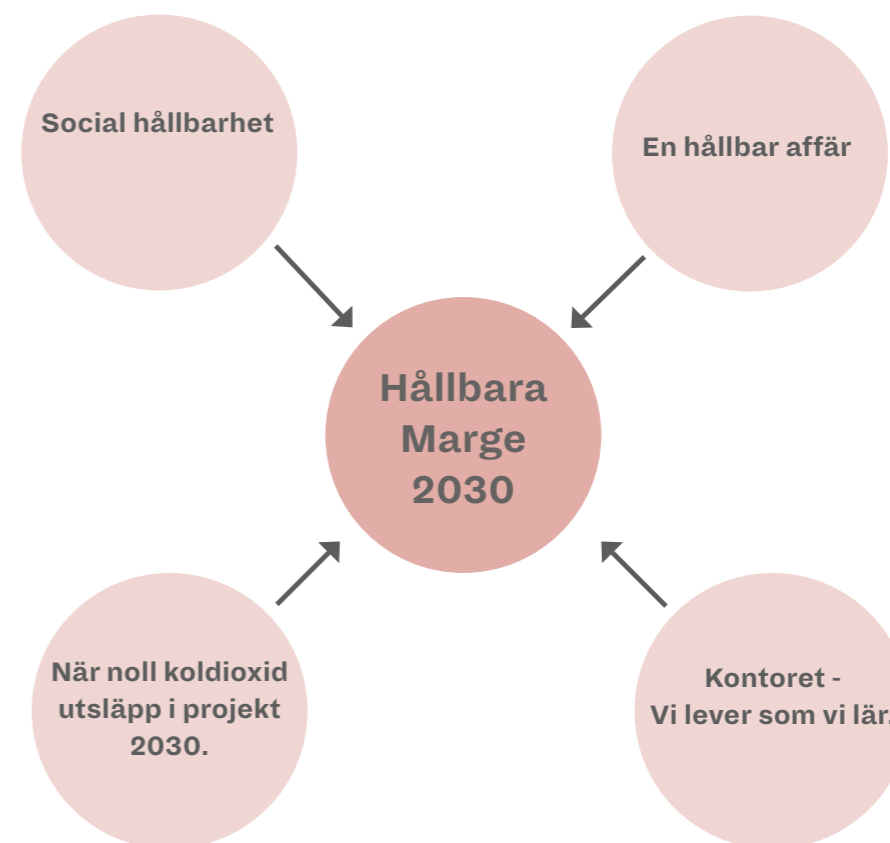 Social hållbarhet
En hållbar affär
Hållbara
Marge
2030
När noll koldioxid
utsläpp i projekt
2030.
Kontoret -
Vi lever som vi lär.